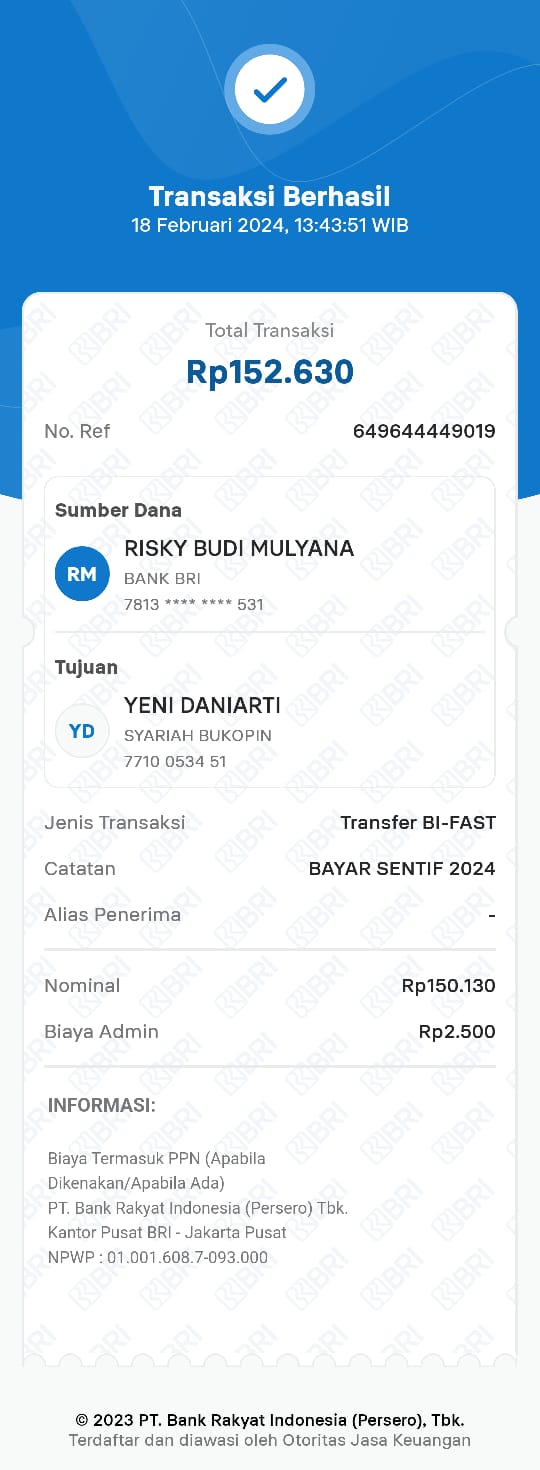 Transaksi Berhasil
18 Februari 2024, 13:43:51 WIB
Total Transaksi
Rp152.630
No. Ref 649644449019
Sumber Dana
RM
RISKY BUDI MULYANA
BANK BRI
7813 **** **** 531
Tujuan
YD
YENI DANIARTI
SYARIAH BUKOPIN
7710 0534 51
Jenis Transaksi Transfer BI-FAST
Catatan BAYAR SENTIF 2024
Alias Penerima -
Nominal Rp150.130
Biaya Admin Rp2.500
INFORMASI:
Biaya Termasuk PPN (Apabila
Dikenakan/Apabila Ada)
PT. Bank Rakyat Indonesia (Persero) Tbk.
Kantor Pusat BRI - Jakarta Pusat
NPWP : 01.001.608.7-093.000
© 2023 PT. Bank Rakyat Indonesia (Persero), Tbk.
Terdaftar dan diawasi oleh Otoritas Jasa Keuangan